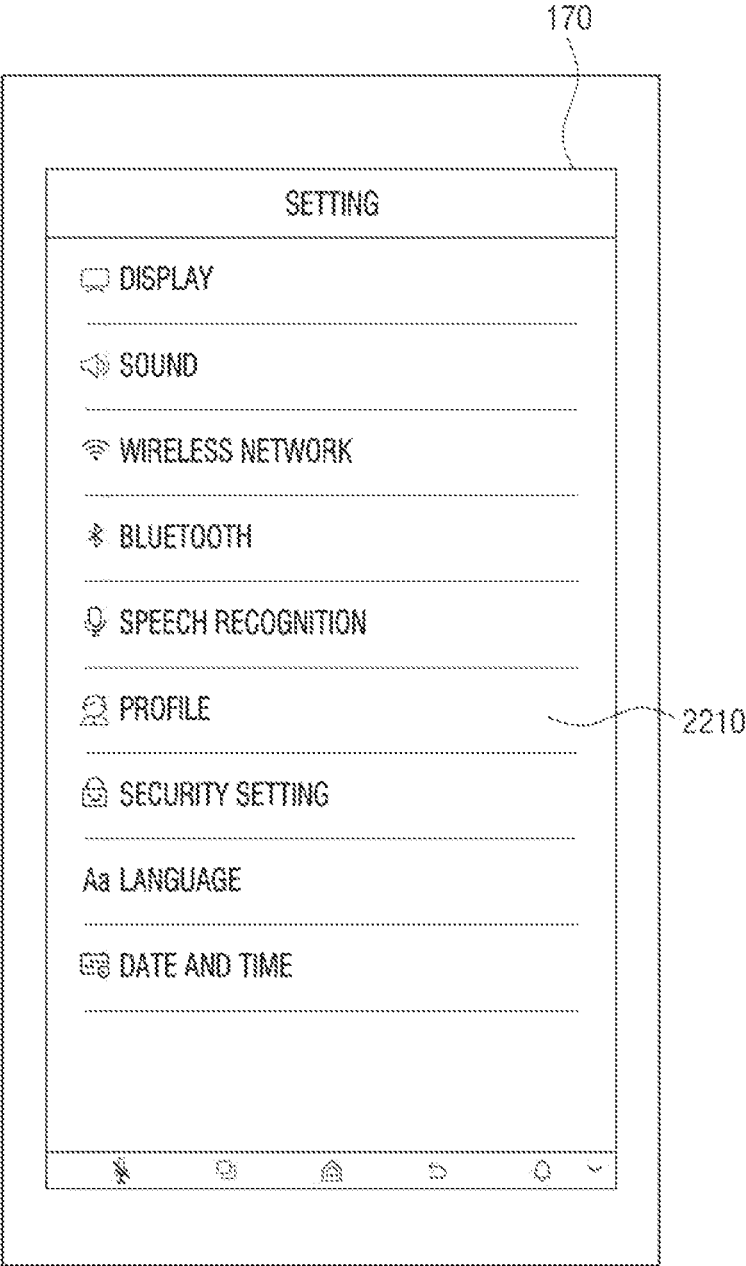 170
SETTING
DISPLAY
SOUND
WIRELESS NETWORK
BLUETOOTH
SPEECH RECOGNITION
PROFILE
2210
SECURITY SETTING
Aa LANGUAGE
DATE AND TIME